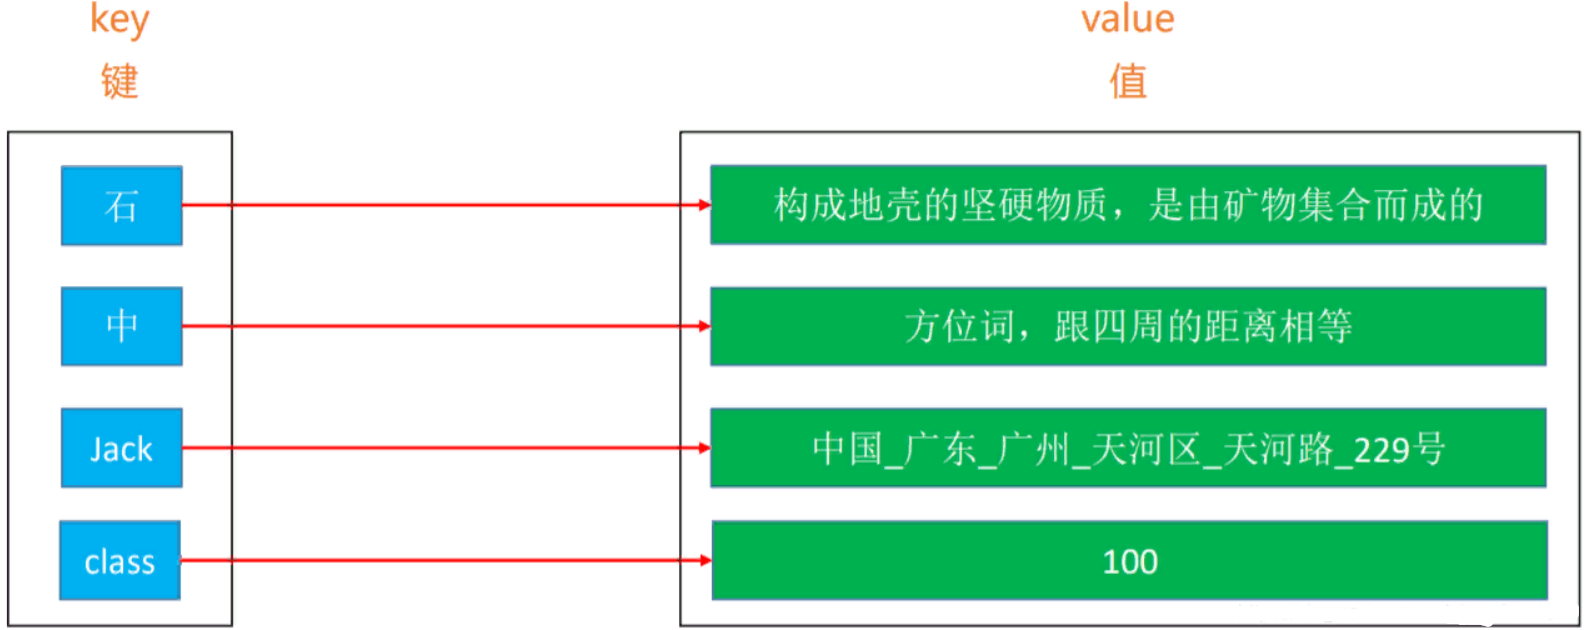 key
value
键
值
石
构成地壳的坚硬物质，是由矿物集合而成的
中
方位词，跟四周的距离相等
Jack
中国_广东_广州_天河区_天河路_229号
class
100